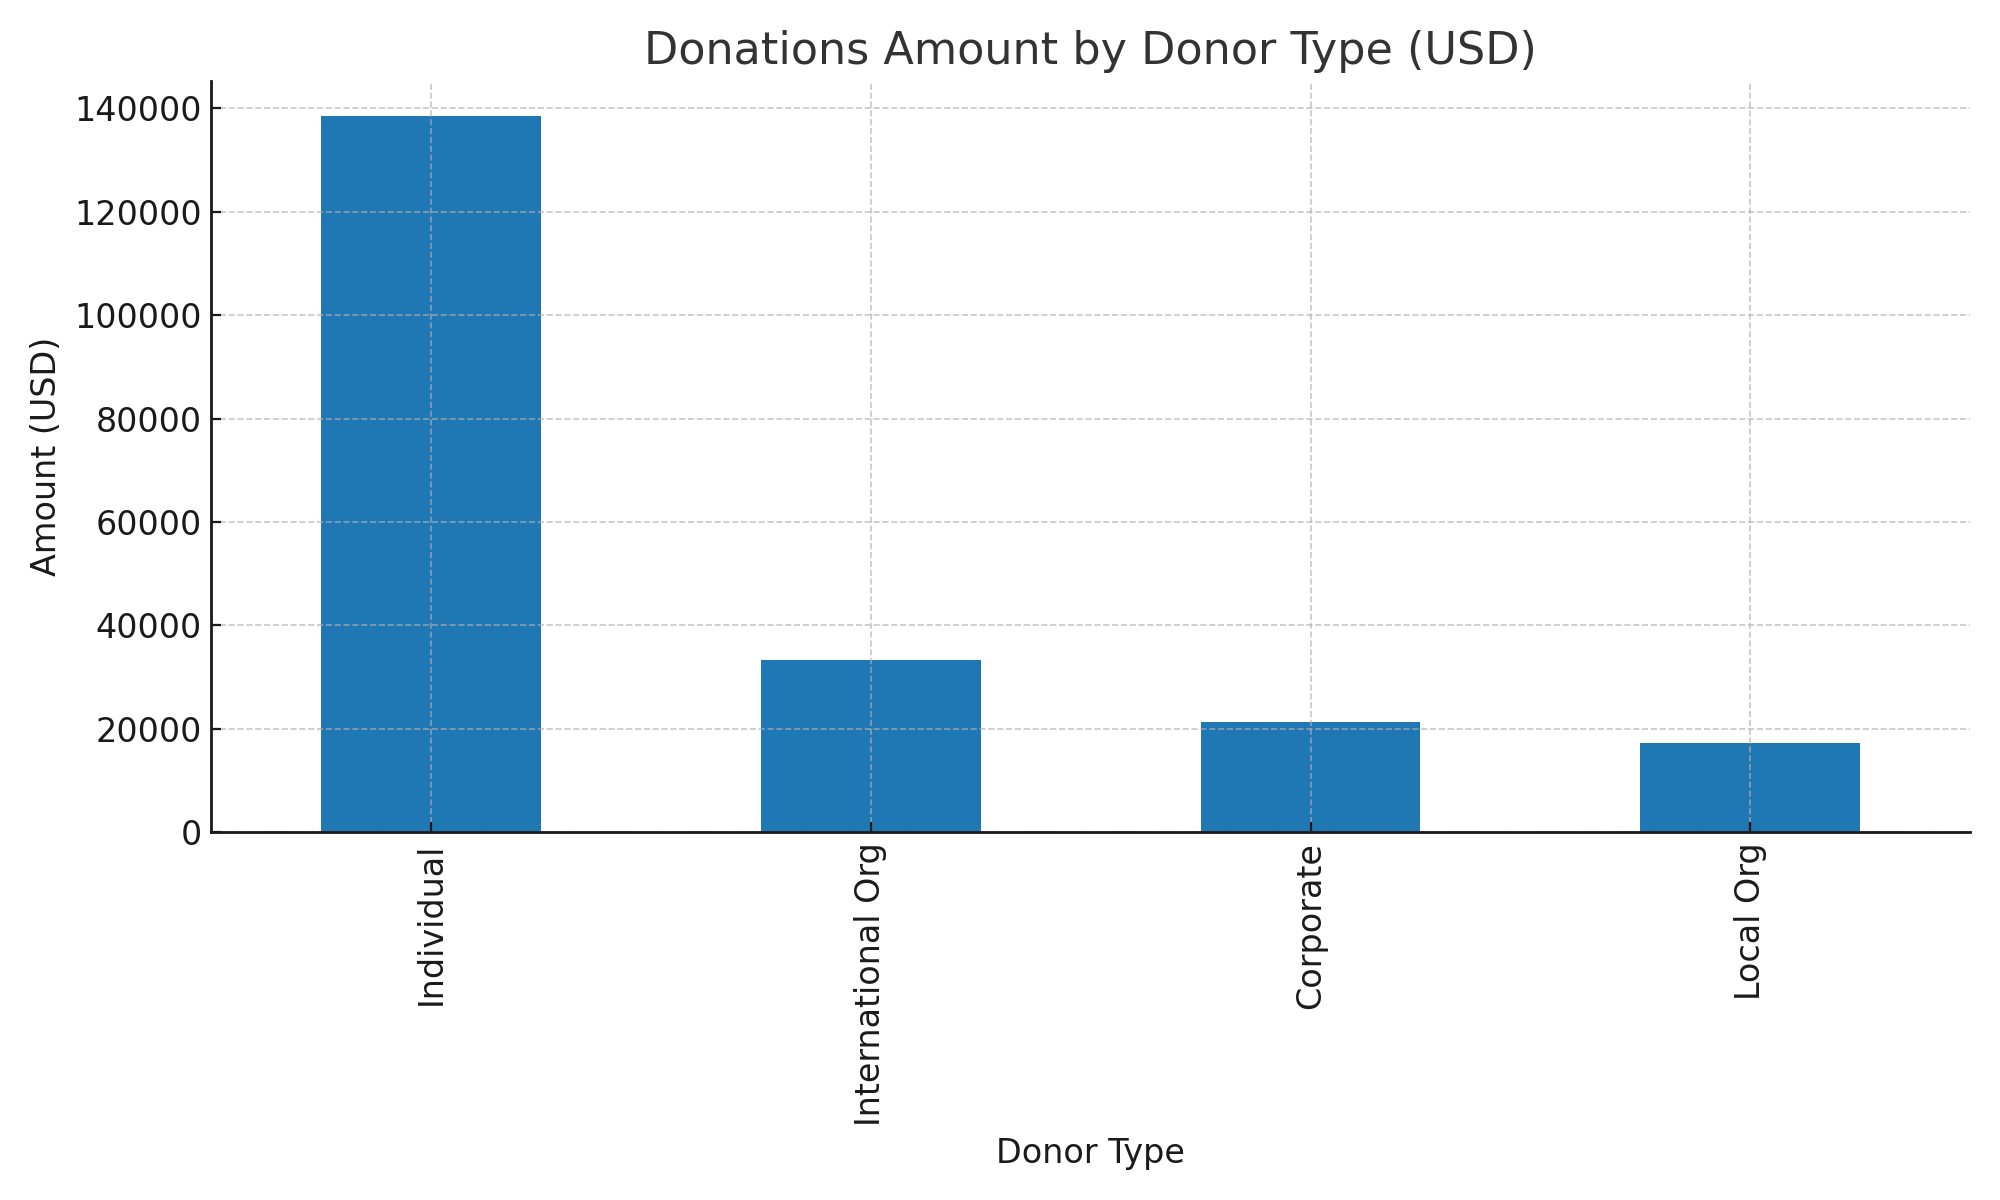 Donations Amount by Donor Type (USD)
Amount (USD)
140000
120000
100000
80000
60000
40000
20000
0
Individual
International Org
Corporate
Local Org
Donor Type